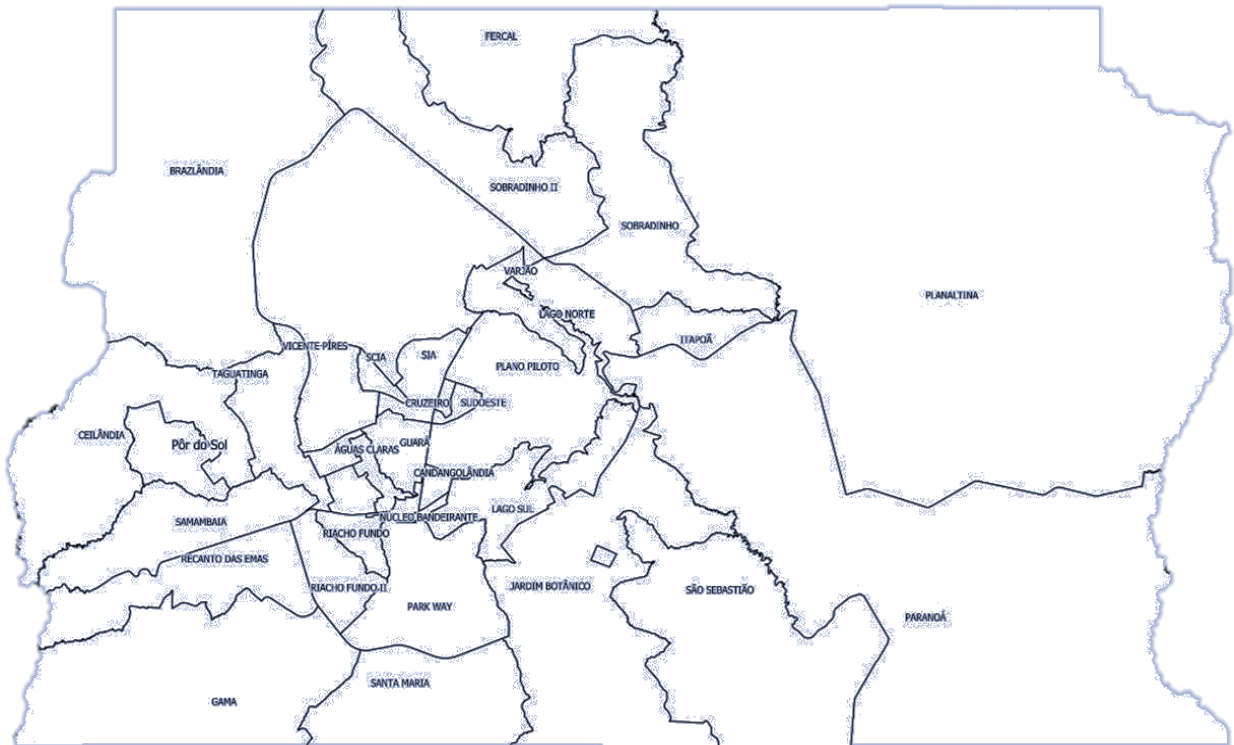 FERCAL
BRAZLÂNDIA
SOBRADINHO II
SOBRADINHO
VARJÃO
PLANALTINA
LAGO NORTE
ITAPOÃ
VICENTE PIRES
SCIA
SIA
PLANO PILOTO
TAGUATINGA
CRUZEIRO
SUDOESTE
CEILÂNDIA
Pôr do Sol
ÁGUAS CLARAS
GUARÁ
CANDANGOLÂNDIA
LAGO SUL
NÚCLEO BANDEIRANTE
SAMAMBAIA
RIACHO FUNDO
RECANTO DAS EMAS
RIACHO FUNDO II
JARDIM BOTÂNICO
SÃO SEBASTIÃO
PARK WAY
PARANOÁ
SANTA MARIA
GAMA